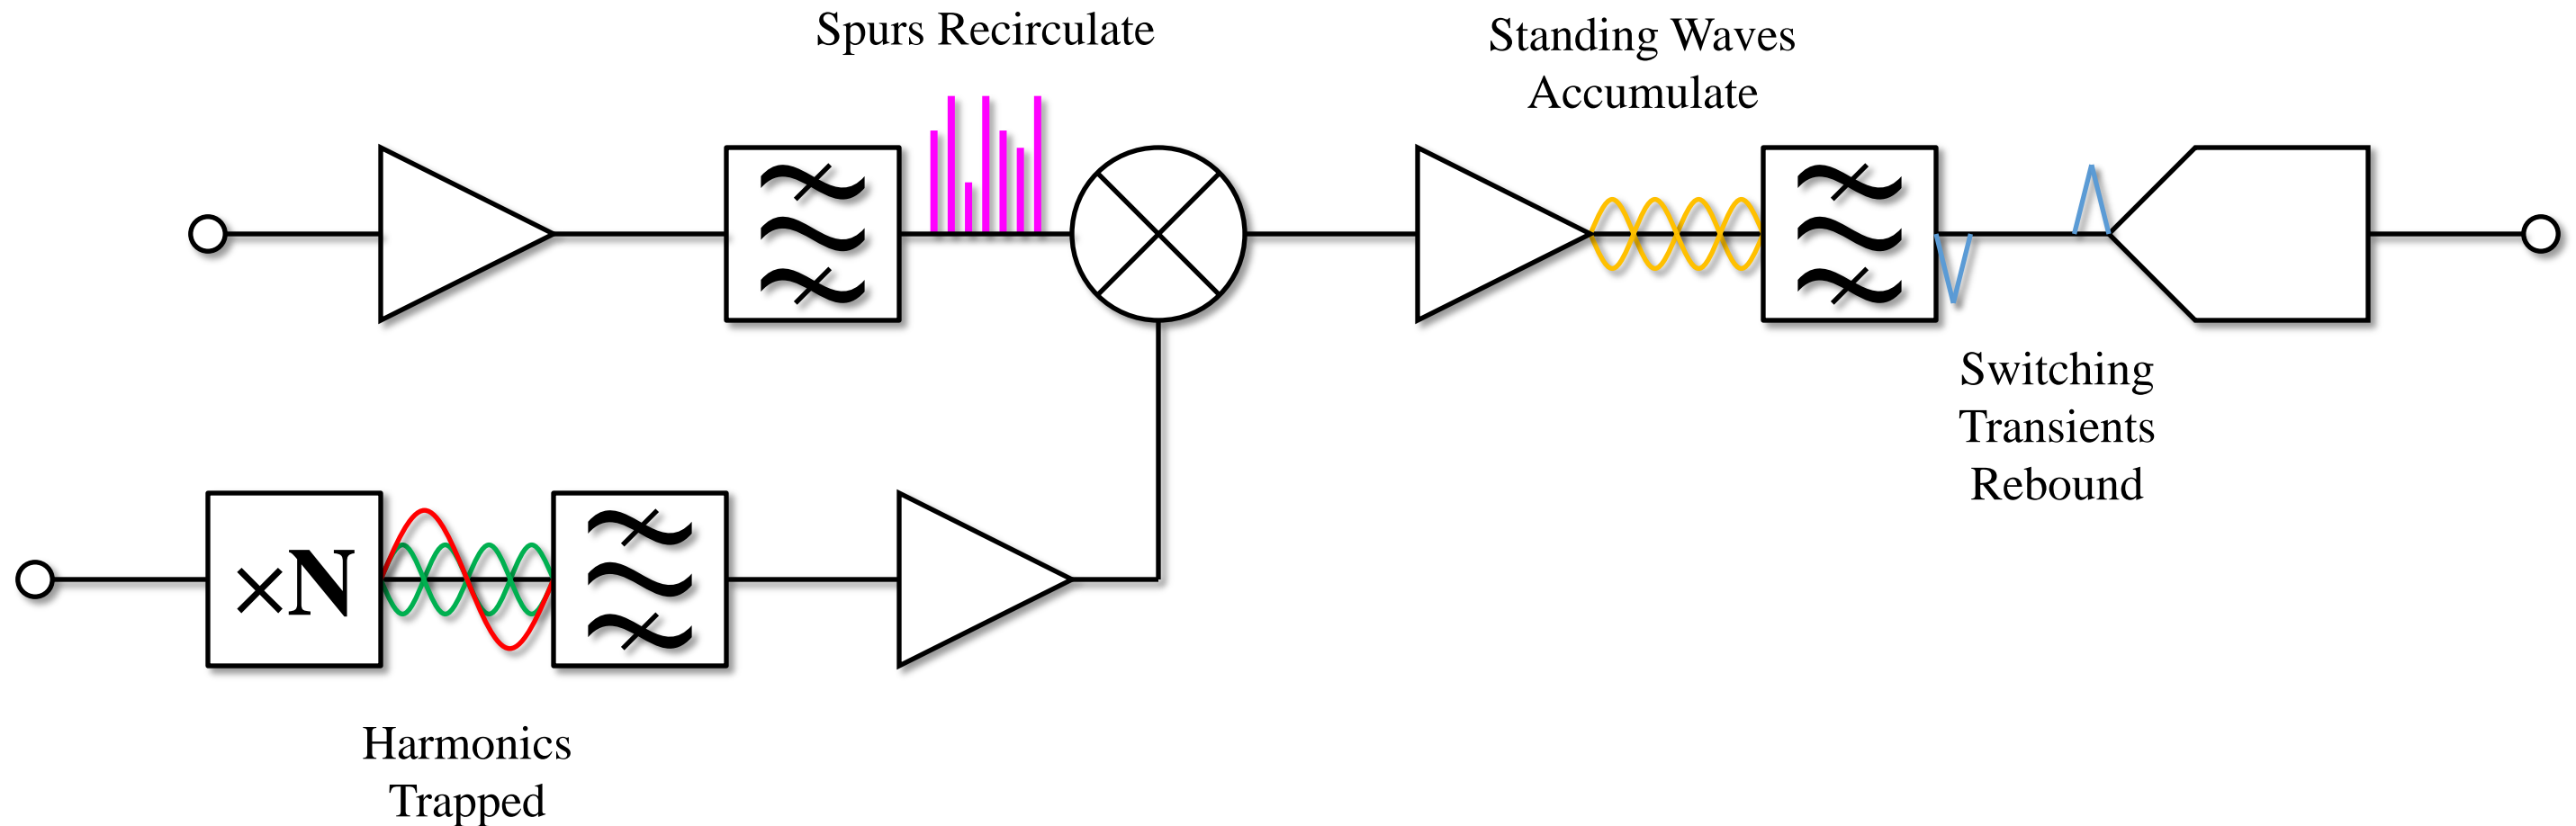 Spurs Recirculate
Standing Waves
Accumulate
Switching
Transients
Rebound
×N
Harmonics
Trapped